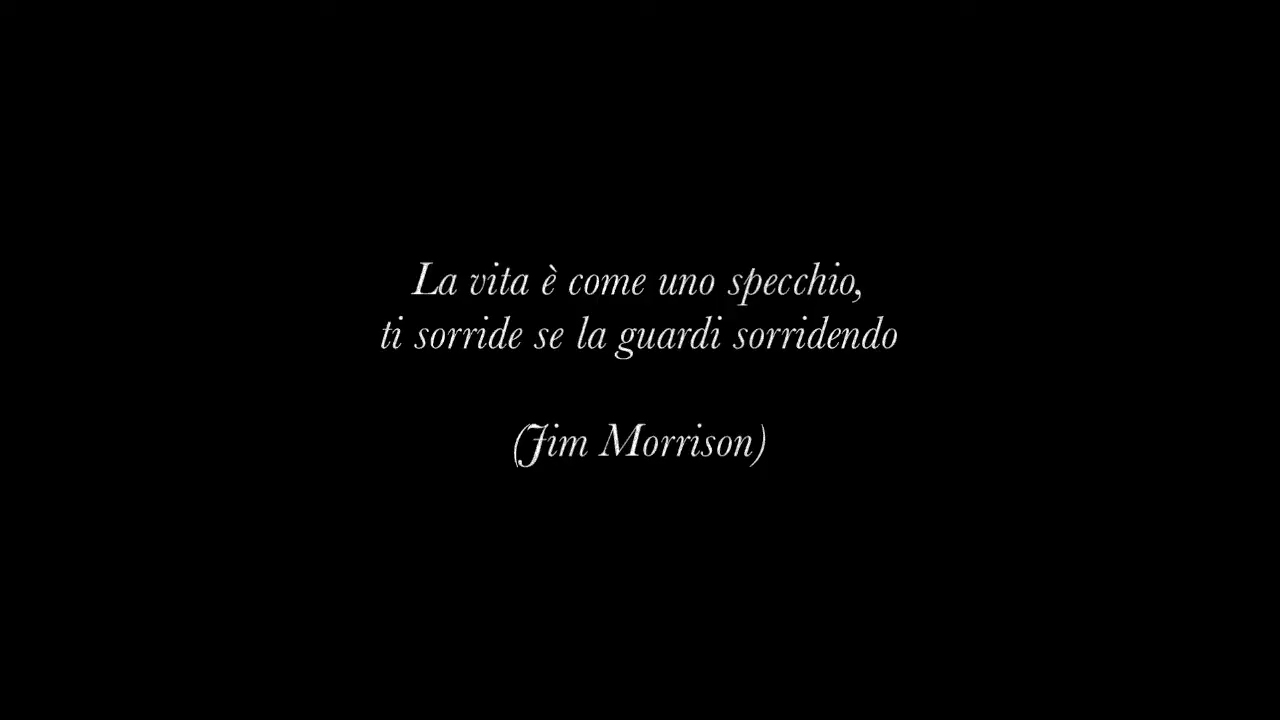 La vita è come uno specchio,
ti sorride se la guardi sorridendo
(Jim Morrison)